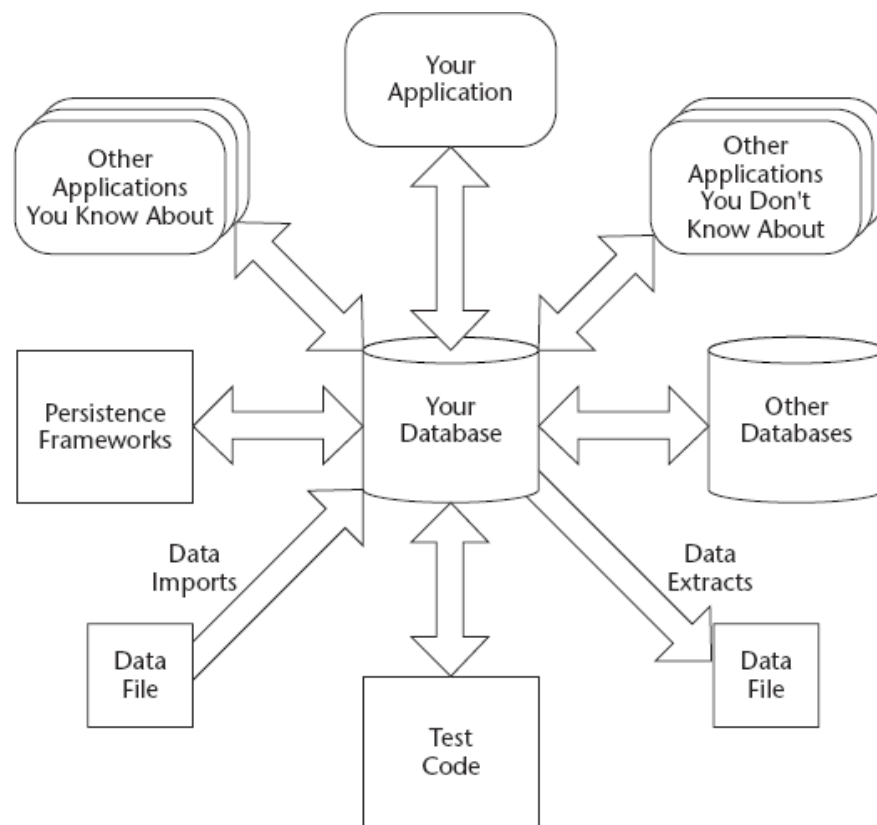 Your
Application
Other
Applications
You Know About
Other
Applications
You Don't
Know About
Persistence
Frameworks
Your
Database
Other
Databases
Data
Imports
Data
Extracts
Data
File
Data
File
Test
Code